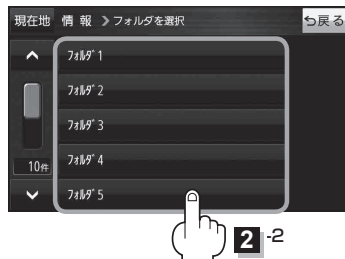 現在地 情 報 》フォルダを選択 戻る
ﾌｫﾙﾀﾞ 1
ﾌｫﾙﾀﾞ 2
ﾌｫﾙﾀﾞ 3
ﾌｫﾙﾀﾞ 4
10件
ﾌｫﾙﾀﾞ 5
2 -2